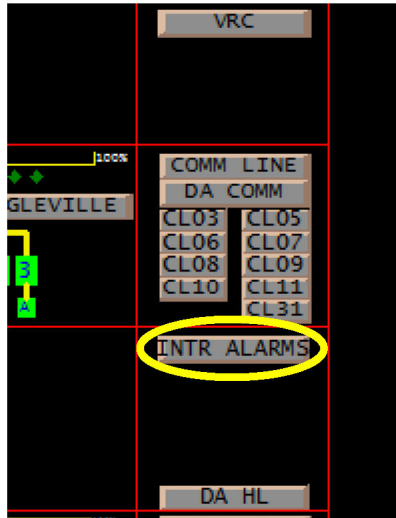 VRC
100%
COMM LINE
DA COMM
GLEVILLE
CL03 CL05
CL06 CL07
3
CL08 CL09
CL10 CL11
A
CL31
INTR ALARMS
DA HL